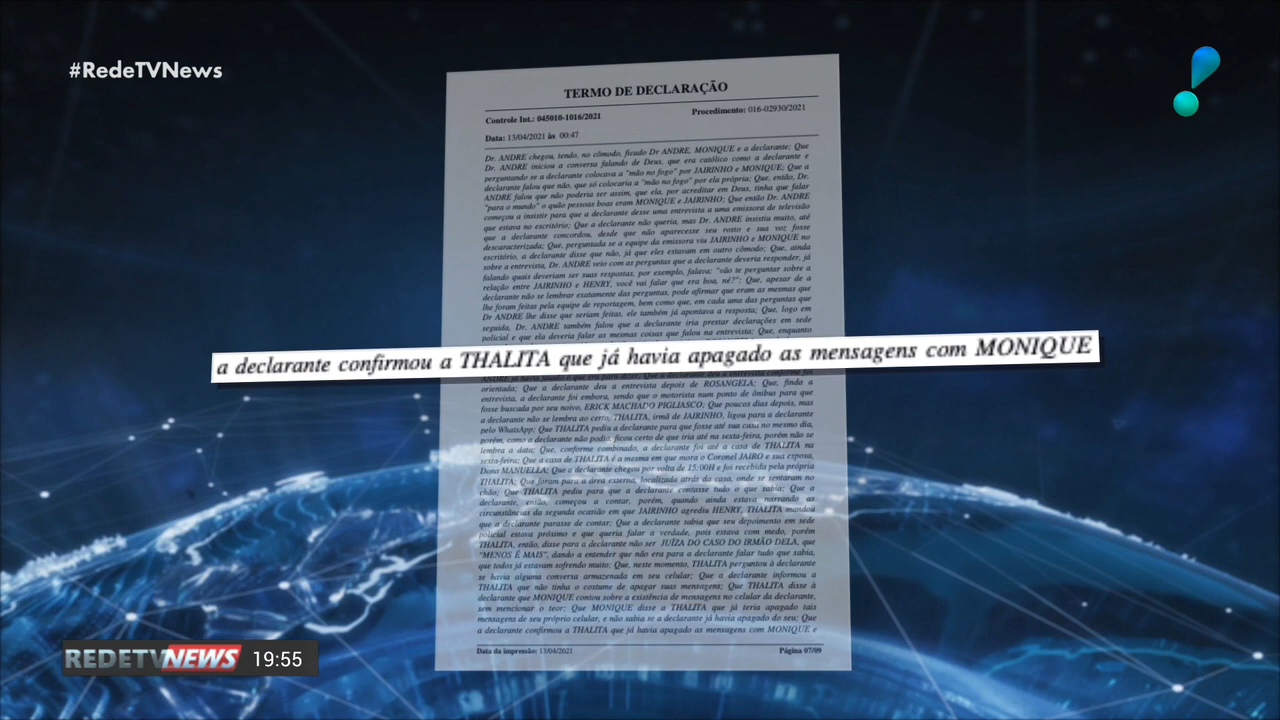 #RedeTVNews
TERMO DE DECLARAÇÃO
Controle Int.: 045010-1016/2021
Procedimento: 016-02930/2021
Data: 13/04/2021 às 00:47
Dr. ANDRE chegou, tendo, no cômodo, ficado Dr ANDRE, MONIQUE e a declarante; Que
Dr. ANDRE iniciou a conversa falando de Deus, que era católico como a declarante e
perguntando se a declarante colocava a "mão no fogo" por JAIRINHO e MONIQUE; Que a
declarante falou que não, que só colocaria a "mão no fogo" por ela própria; Que, então, Dr.
ANDRE falou que não poderia ser assim, que ela, por acreditar em Deus, tinha que falar
"para o mundo" o quão pessoas boas eram MONIQUE e JAIRINHO; Que então Dr. ANDRE
começou a insistir para que a declarante desse uma entrevista a uma emissora de televisão
que estava no escritório; Que a declarante não queria, mas Dr. ANDRE insistiu muito, até
que a declarante concordou, desde que não aparecesse seu rosto e sua voz fosse
descaracterizada; Que, perguntada se a equipe da emissora viu JAIRINHO e MONIQUE no
escritório, a declarante disse que não, já que eles estavam em outro cômodo; Que, ainda
sobre a entrevista, Dr. ANDRE veio com as perguntas que a declarante deveria responder, já
falando quais deveriam ser suas respostas, por exemplo, falava: "vão te perguntar sobre a
relação entre JAIRINHO e HENRY, você vai falar que era boa, né?"; Que, apesar de a
declarante não se lembrar exatamente das perguntas, pode afirmar que eram as mesmas que
lhe foram feitas pela equipe de reportagem, bem como que, em cada uma das perguntas que
Dr ANDRE lhe disse que seriam feitas, ele também já apontava a resposta; Que, logo em
seguida, Dr. ANDRE também falou que a declarante iria prestar declarações em sede
policial e que ela deveria falar as mesmas coisas que falou na entrevista; Que, enquanto
a declarante confirmou a THALITA que já havia apagado as mensagens com MONIQUE
orientada; Que a declarante deu a entrevista depois de ROSANGELA; Que, finda a
entrevista, a declarante foi embora, sendo que o motorista num ponto de ônibus para que
fosse buscada por seu noivo, ERICK MACHADO PIGLIASCO; Que poucos dias depois, mas
a declarante não se lembra ao certo, THALITA, irmã de JAIRINHO, ligou para a declarante
pelo WhatsApp; Que THALITA pediu a declarante para que fosse até sua casa no mesmo dia,
porém, como a declarante não podia, ficou certo de que iria até na sexta-feira, porém não se
lembra a data; Que, conforme combinado, a declarante foi até a casa de THALITA na
sexta-feira; Que a casa de THALITA é a mesma em que mora o Coronel JAIRO e sua esposa,
Dona MANUELLA; Que a declarante chegou por volta de 15:00H e foi recebida pela própria
THALITA; Que foram para a área externa, localizada atrás da casa, onde se sentaram no
chão; Que THALITA pediu para que a declarante contasse tudo o que sabia; Que a
declarante, então, começou a contar, porém, quando ainda estava narrando as
circunstâncias da segunda ocasião em que JAIRINHO agrediu HENRY, THALITA mandou
que a declarante parasse de contar; Que a declarante sabia que seu depoimento em sede
policial estava próximo e que queria falar a verdade, pois estava com medo, porém
THALITA, então, disse para a declarante não ser JUÍZA DO CASO DO IRMÃO DELA, que
"MENOS É MAIS", dando a entender que não era para a declarante falar tudo que sabia,
que todos já estavam sofrendo muito; Que, neste momento, THALITA perguntou à declarante
se havia alguma conversa armazenada em seu celular; Que a declarante informou a
THALITA que não tinha o costume de apagar suas mensagens; Que THALITA disse à
declarante que MONIQUE contou sobre a existência de mensagens no celular da declarante,
sem mencionar o teor; Que MONIQUE disse a THALITA que já teria apagado tais
mensagens de seu próprio celular, e não sabia se a declarante já havia apagado do seu; Que
a declarante confirmou a THALITA que já havia apagado as mensagens com MONIQUE e
Data da impressão: 13/04/2021
Página 07/09
REDETV NEWS 19:55